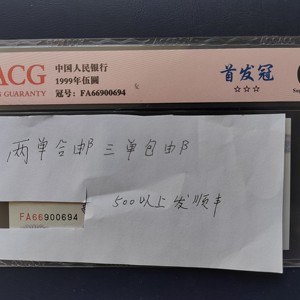 ACG
GUARANTY
中国人民银行
1999年伍圆
冠号: FA66900694
首发冠
☆☆☆
两单合邮 三单包邮
500以上发顺丰
FA66900694